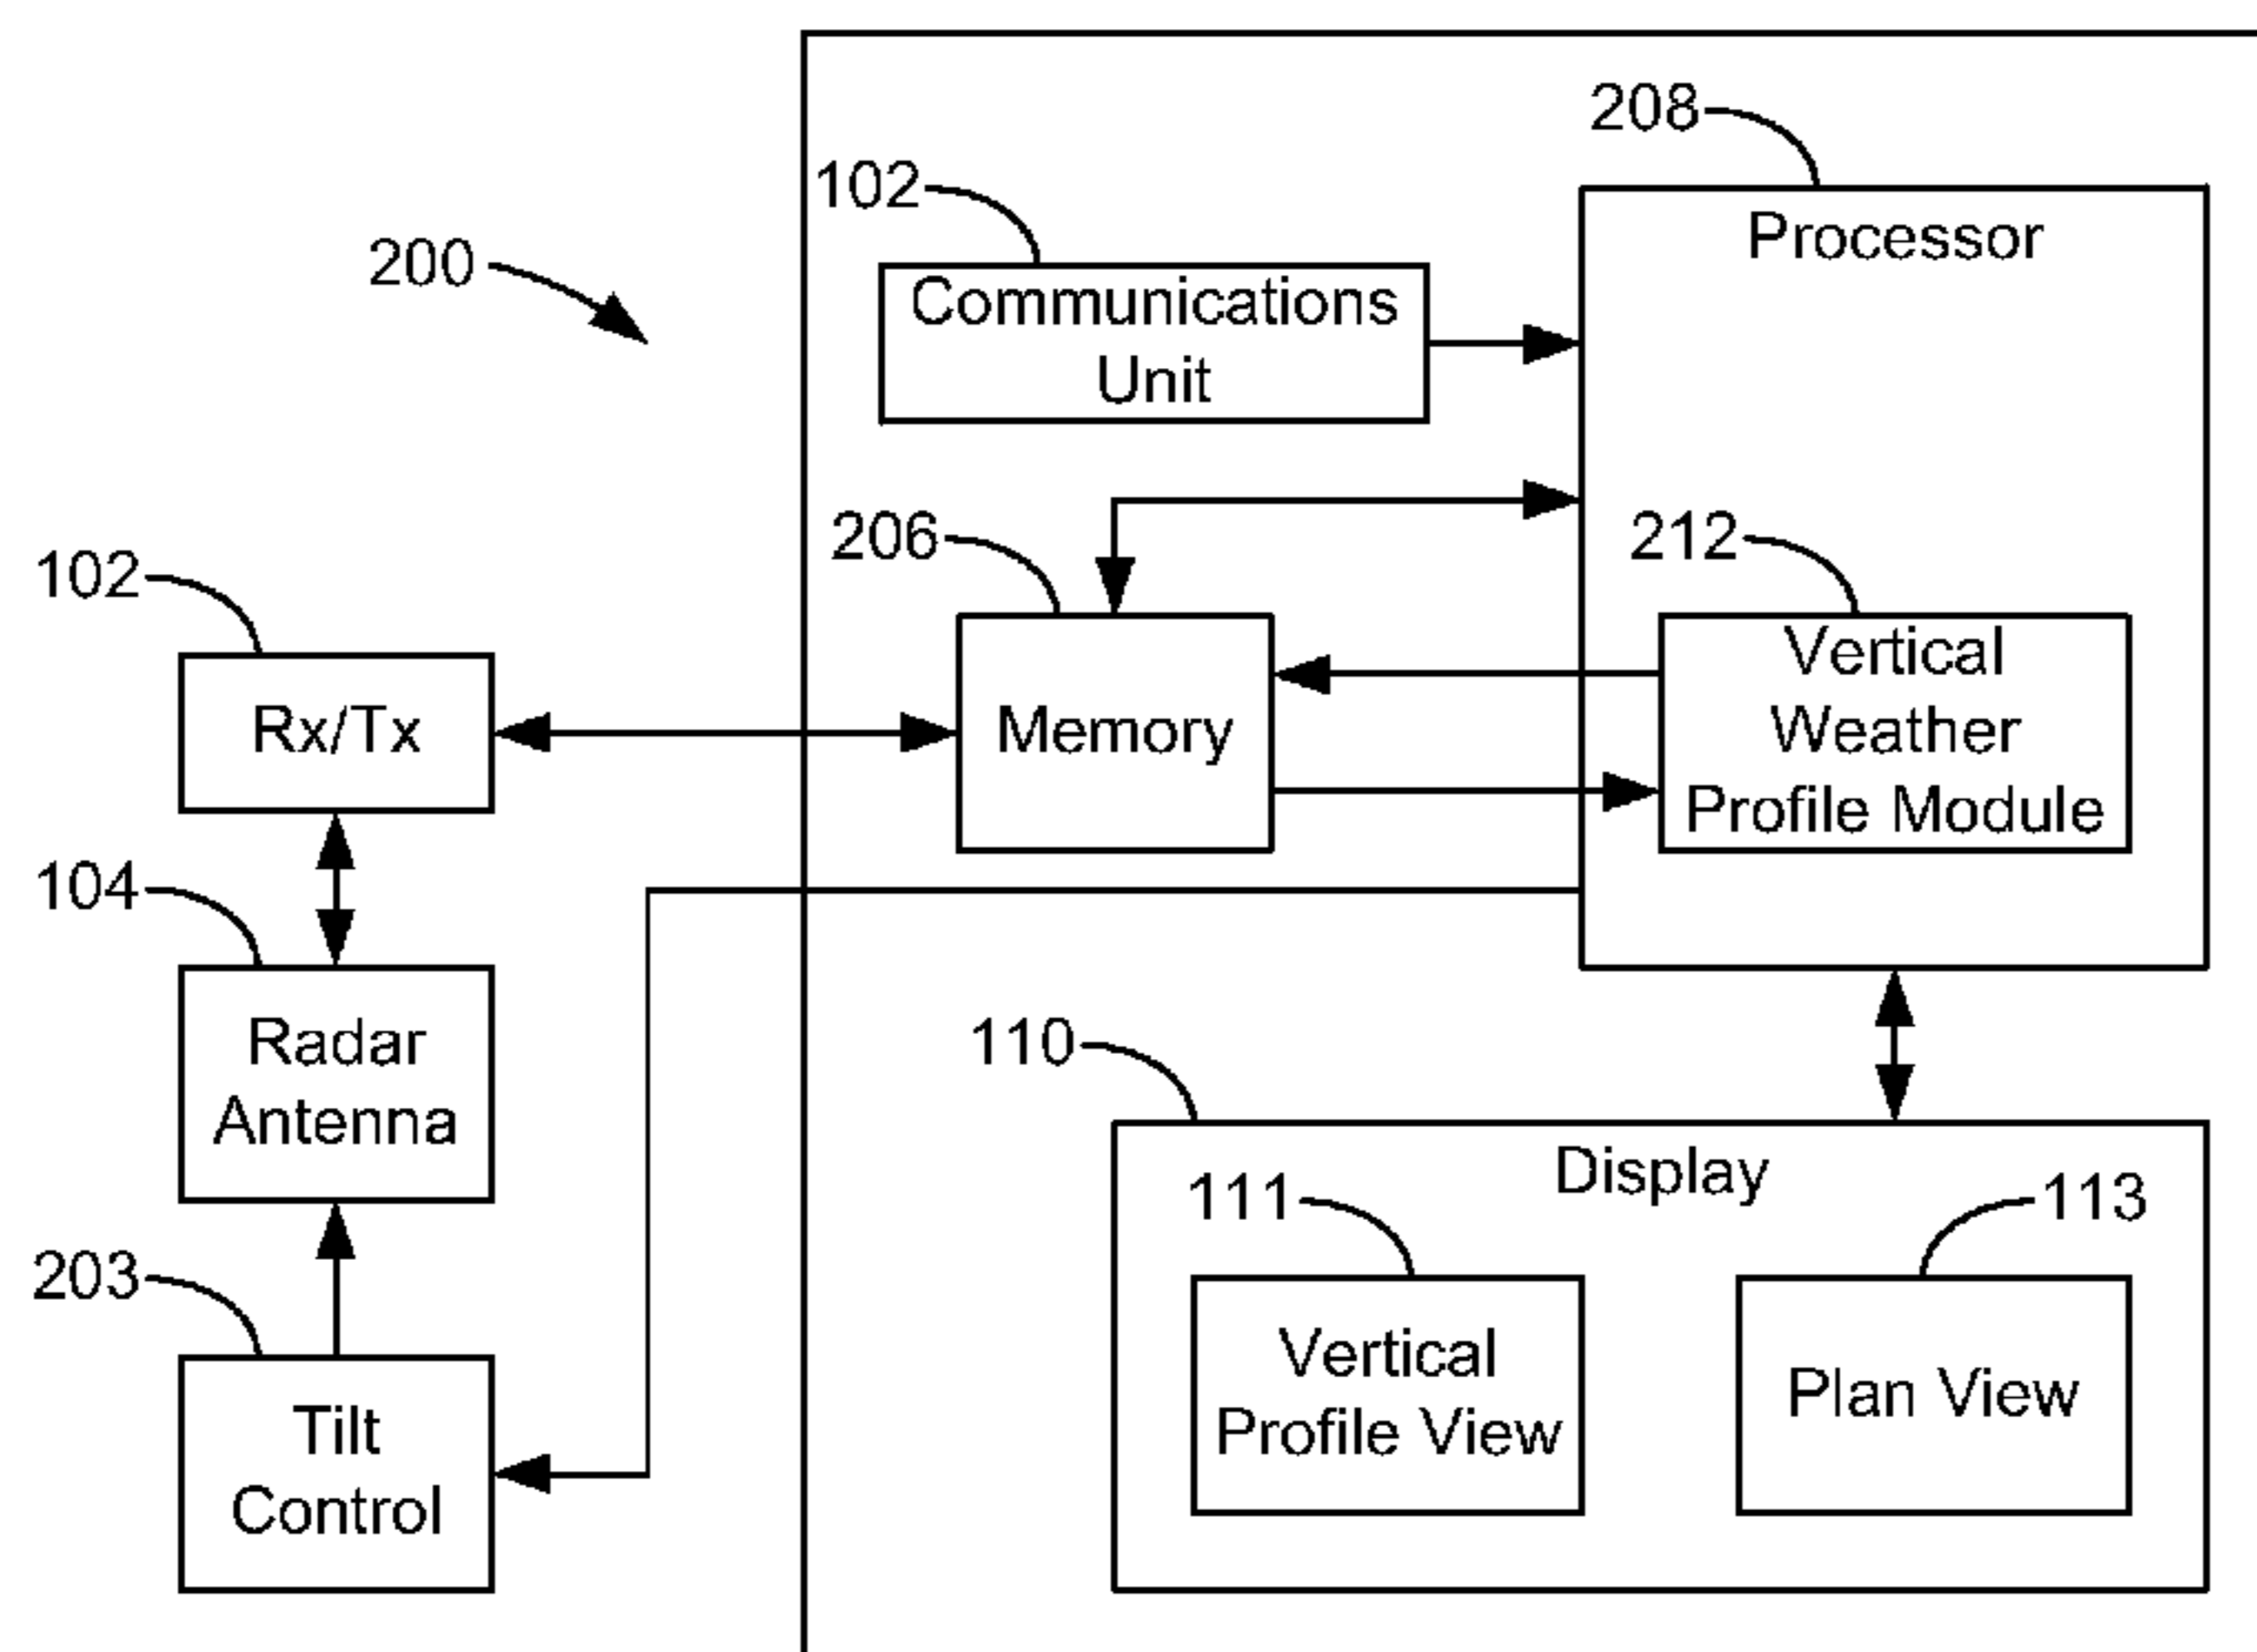 208
102
Processor
200
Communications
Unit
206
212
102
Vertical
Rx/Tx
Memory
Weather
Profile Module
104
Radar
Antenna
110
Display
111
113
203
Vertical
Profile View
Plan View
Tilt
Control